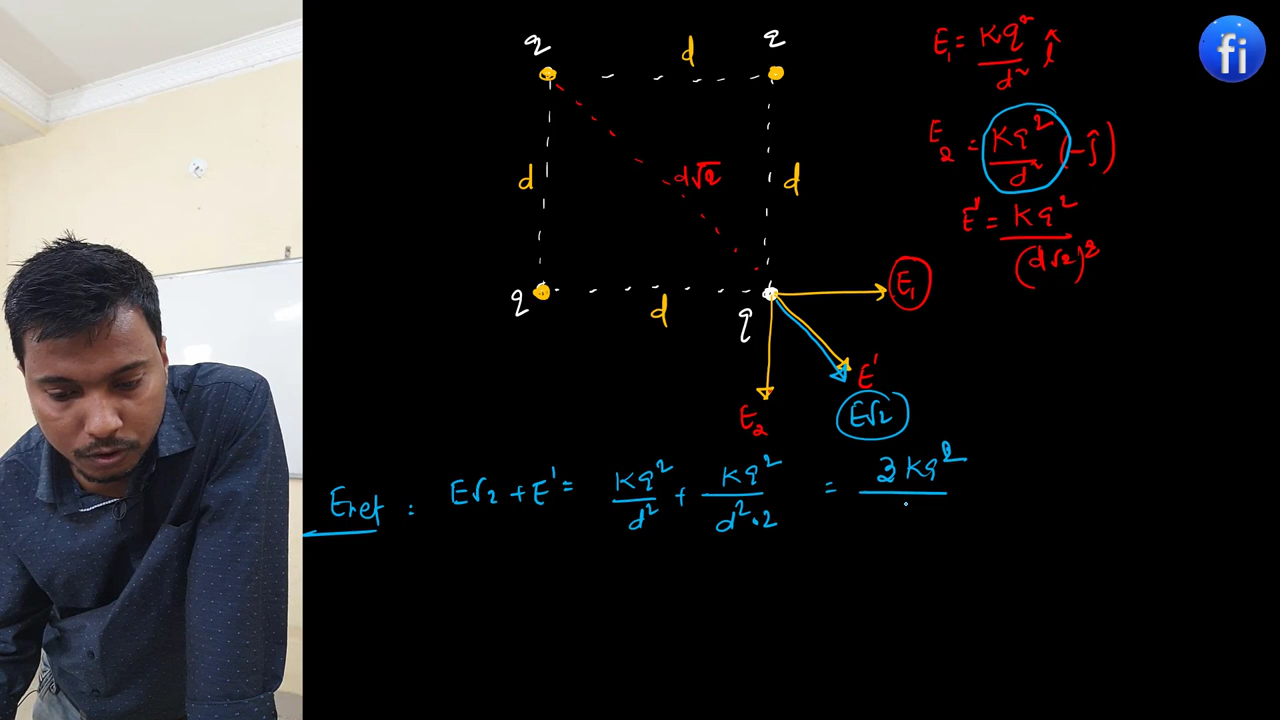 q d q
d d√2 d
q d q
E₁ = Kq² / d² î
E₂ = Kq² / d² (-ĵ)
E' = Kq² / (d√2)²
E₁
E'
E₂
E√2
Enet : E√2 + E' = Kq² / d² + Kq² / d².2 = 3Kq²
fi